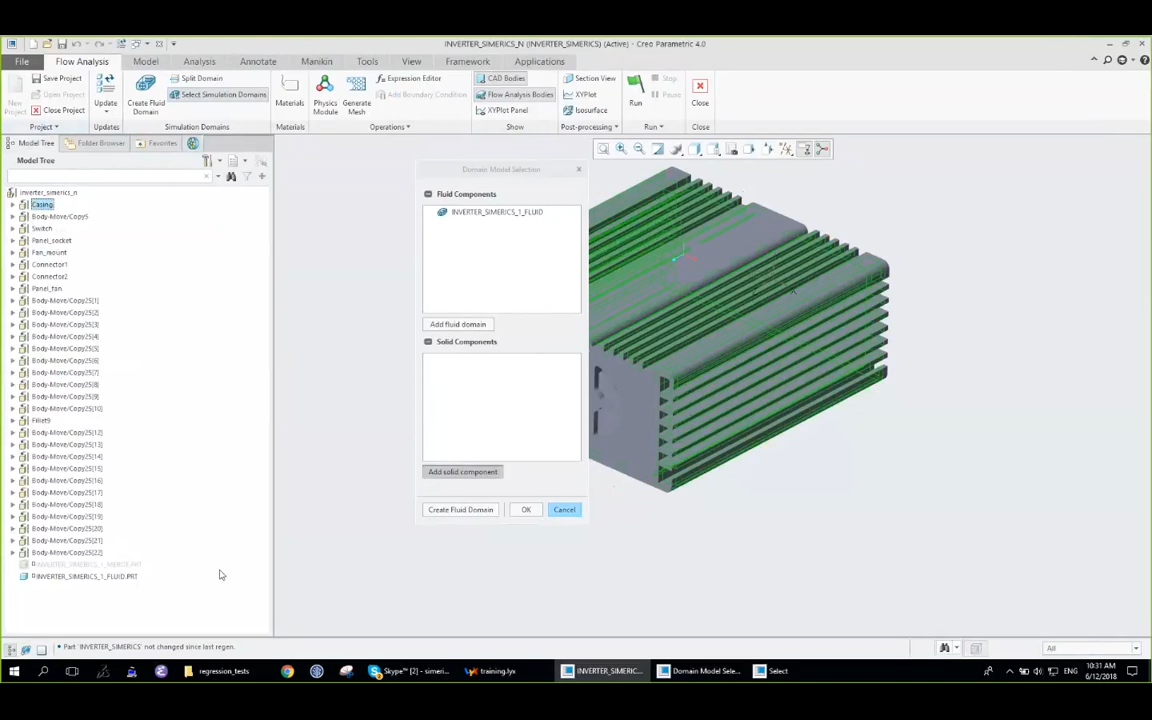 INVERTER_SIMERICS_N (INVERTER_SIMERICS) (Active) - Creo Parametric 4.0
File Flow Analysis Model Analysis Annotate Manikin Tools View Framework Applications
New Project
Save Project
Open Project
Close Project
Update
Create Fluid Domain
Split Domain
Select Simulation Domains
Materials
Physics Module
Generate Mesh
Expression Editor
Add Boundary Condition
CAD Bodies
Flow Analysis Bodies
XYPlot Panel
Section View
XYPlot
Isosurface
Run
Stop
Pause
Close
Project Updates Simulation Domains Materials Operations Show Post-processing Run Close
Model Tree Folder Browser Favorites
Model Tree
inverter_simerics_n
Casing
Body-Move/Copy5
Switch
Panel_socket
Fan_mount
Connector1
Connector2
Panel_fan
Body-Move/Copy25[1]
Body-Move/Copy25[2]
Body-Move/Copy25[3]
Body-Move/Copy25[4]
Body-Move/Copy25[5]
Body-Move/Copy25[6]
Body-Move/Copy25[7]
Body-Move/Copy25[8]
Body-Move/Copy25[9]
Body-Move/Copy25[10]
Fillet9
Body-Move/Copy25[12]
Body-Move/Copy25[13]
Body-Move/Copy25[14]
Body-Move/Copy25[15]
Body-Move/Copy25[16]
Body-Move/Copy25[17]
Body-Move/Copy25[18]
Body-Move/Copy25[19]
Body-Move/Copy25[20]
Body-Move/Copy25[21]
Body-Move/Copy25[22]
INVERTER_SIMERICS_1_MERGE.PRT
INVERTER_SIMERICS_1_FLUID.PRT
Domain Model Selection
Fluid Components
INVERTER_SIMERICS_1_FLUID
Add fluid domain
Solid Components
Add solid component
Create Fluid Domain OK Cancel
• Part 'INVERTER_SIMERICS' not changed since last regen.
All
regression_tests
Skype™ [2] - simeri...
training.lyx
INVERTER_SIMERIC...
Domain Model Selec...
Select
ENG
10:31 AM
6/12/2018